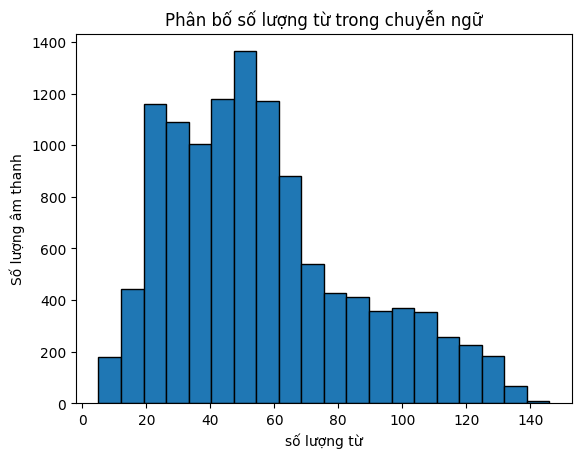 Phân bố số lượng từ trong chuyễn ngữ
Số lượng âm thanh
1400
1200
1000
800
600
400
200
0
0 20 40 60 80 100 120 140
số lượng từ